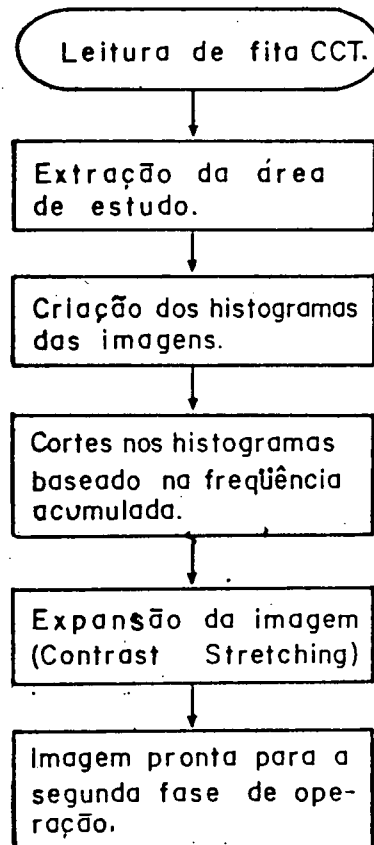 Leitura de fita CCT.
Extração da área
de estudo.
Criação dos histogramas
das imagens.
Cortes nos histogramas
baseado na freqüência
acumulada.
Expansão da imagem
(Contrast Stretching)
Imagem pronta para a
segunda fase de ope-
ração.